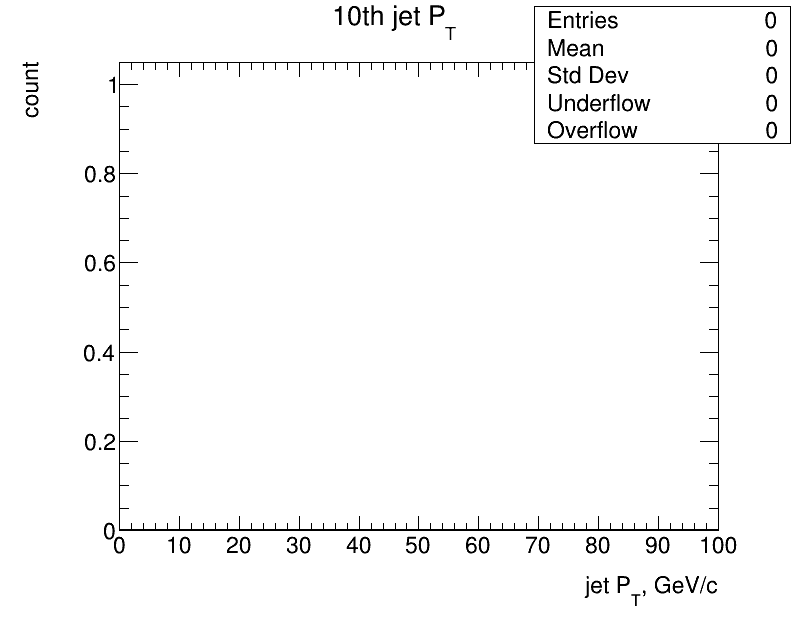 10th jet P_T
Entries 0
Mean 0
Std Dev 0
Underflow 0
Overflow 0
count
1
0.8
0.6
0.4
0.2
0
0 10 20 30 40 50 60 70 80 90 100
jet P_T, GeV/c